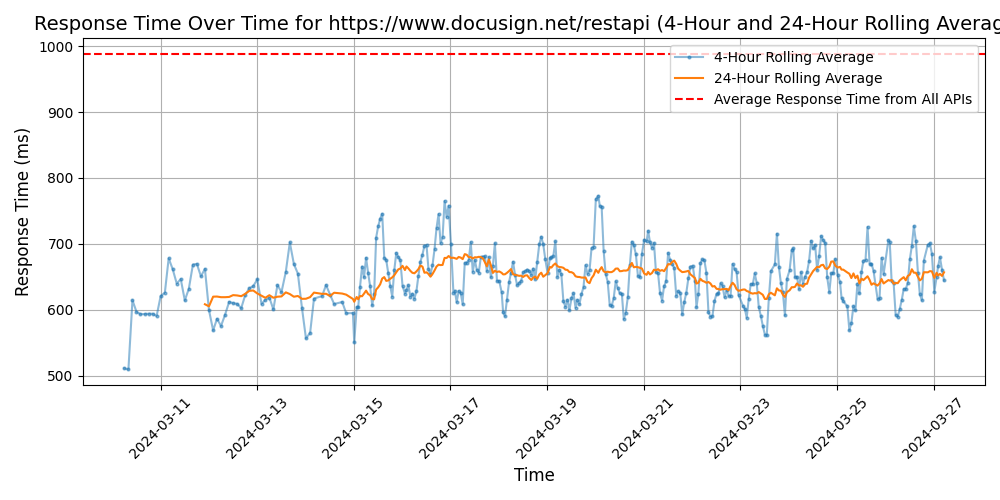 Response Time Over Time for https://www.docusign.net/restapi (4-Hour and 24-Hour Rolling Averag
1000
900
800
700
600
500
Response Time (ms)
4-Hour Rolling Average
24-Hour Rolling Average
Average Response Time from All APIs
2024-03-11
2024-03-13
2024-03-15
2024-03-17
2024-03-19
2024-03-21
2024-03-23
2024-03-25
2024-03-27
Time